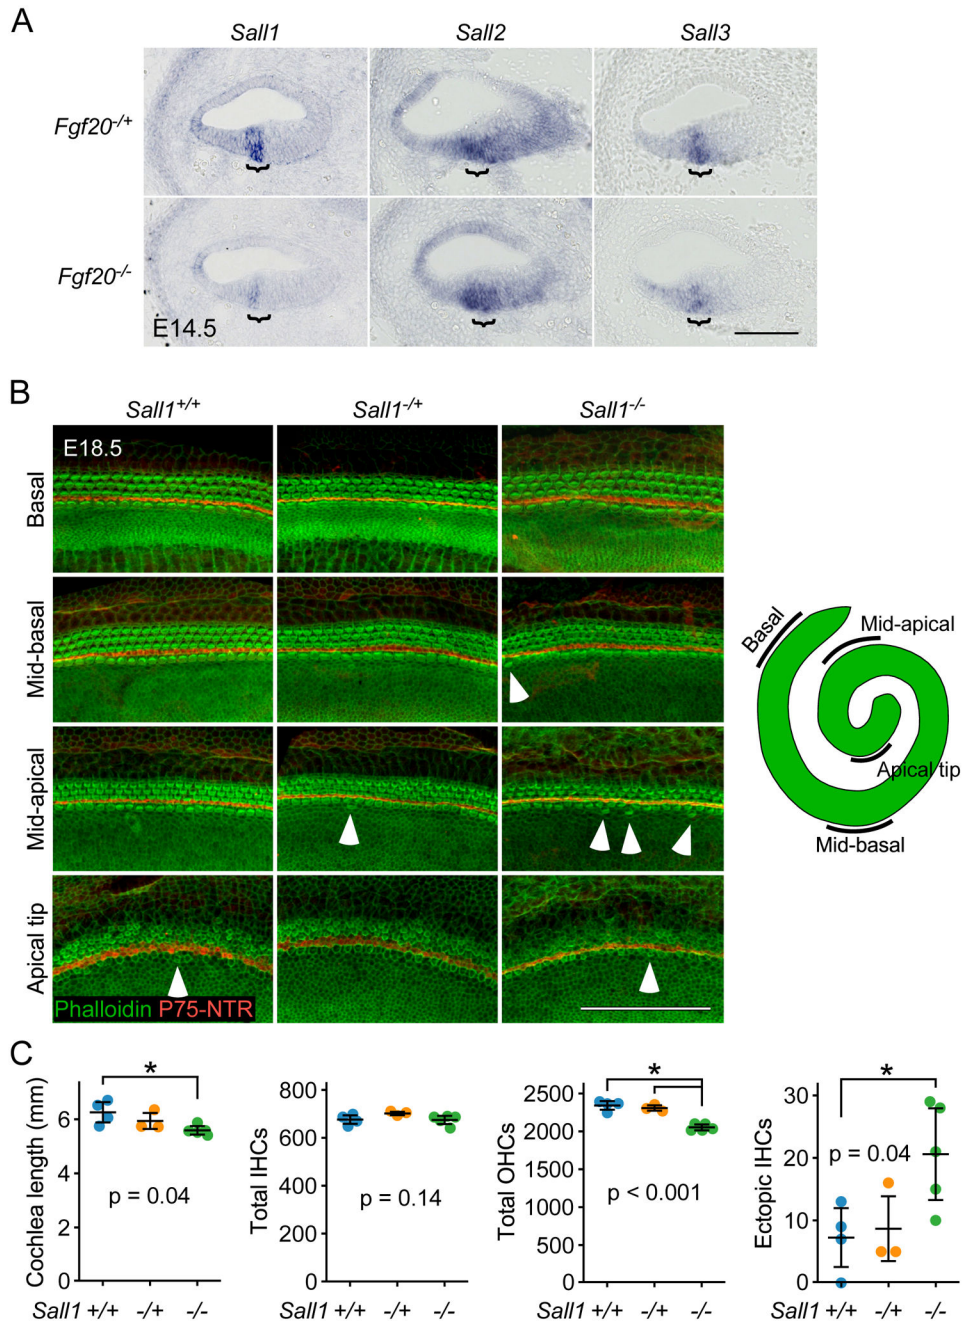 A
Sall1 Sall2 Sall3
Fgf20-/+
Fgf20-/-
E14.5
B
Sall1+/+ Sall1-/+ Sall1-/-
E18.5
Basal
Mid-basal
Mid-apical
Apical tip
Phalloidin P75-NTR
Basal
Mid-apical
Apical tip
Mid-basal
C
Cochlea length (mm)
6
4
2
0
*
p = 0.04
Sall1 +/+ -/+ -/-
Total IHCs
800
600
400
200
0
p = 0.14
Sall1 +/+ -/+ -/-
Total OHCs
2500
2000
1500
1000
500
0
*
p < 0.001
Sall1 +/+ -/+ -/-
Ectopic IHCs
30
20
10
0
*
p = 0.04
Sall1 +/+ -/+ -/-